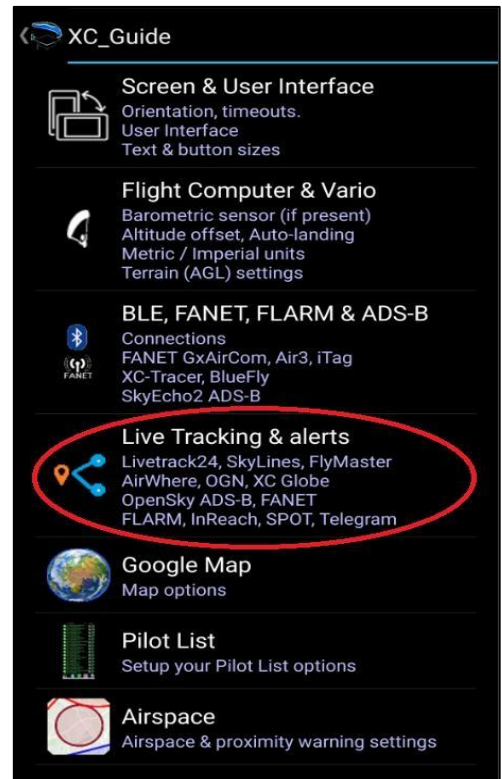 XC_Guide
Screen & User Interface
Orientation, timeouts.
User Interface
Text & button sizes
Flight Computer & Vario
Barometric sensor (if present)
Altitude offset, Auto-landing
Metric / Imperial units
Terrain (AGL) settings
BLE, FANET, FLARM & ADS-B
Connections
FANET GxAirCom, Air3, iTag
XC-Tracer, BlueFly
SkyEcho2 ADS-B
FANET
Live Tracking & alerts
Livetrack24, SkyLines, FlyMaster
AirWhere, OGN, XC Globe
OpenSky ADS-B, FANET
FLARM, InReach, SPOT, Telegram
Google Map
Map options
Pilot List
Setup your Pilot List options
Airspace
Airspace & proximity warning settings